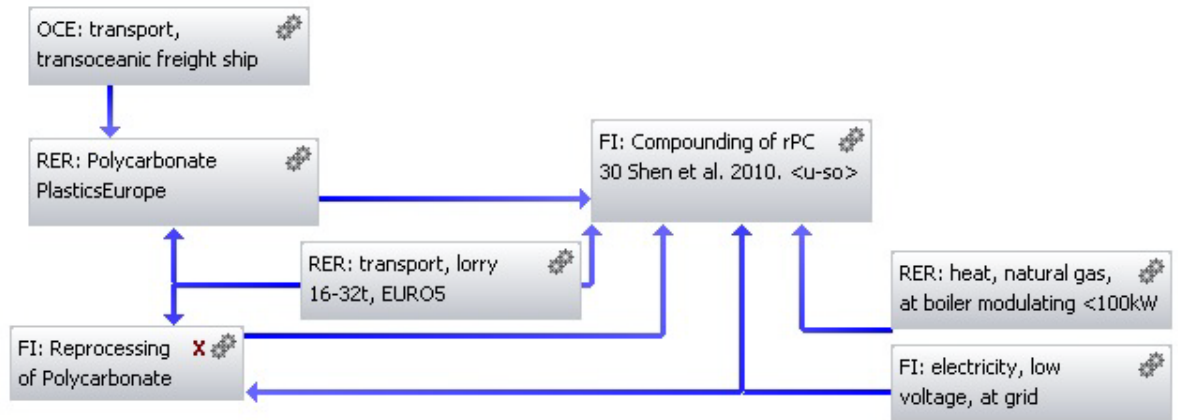 OCE: transport,
transoceanic freight ship
RER: Polycarbonate
PlasticsEurope
FI: Compounding of rPC
30 Shen et al. 2010. <u-so>
RER: transport, lorry
16-32t, EURO5
RER: heat, natural gas,
at boiler modulating <100kW
FI: Reprocessing X
of Polycarbonate
FI: electricity, low
voltage, at grid